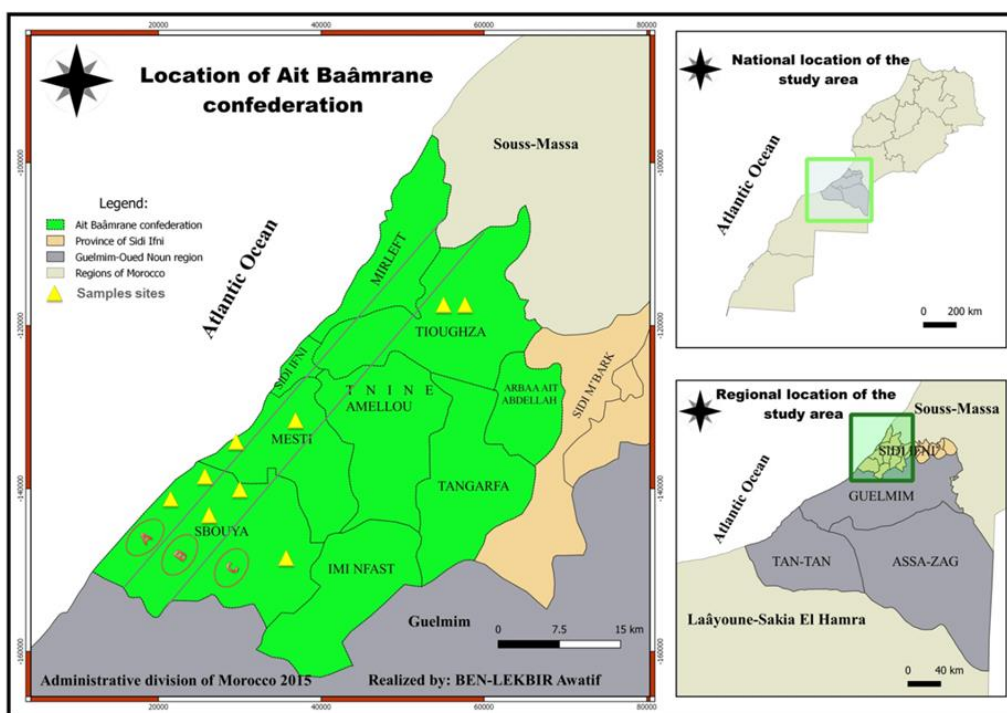 20000
40000
60000
80000
-100000
-120000
-140000
-160000
Location of Ait Baâmrane
confederation
Souss-Massa
Legend:
Ait Baâmrane confederation
Province of Sidi Ifni
Guelmim-Oued Noun region
Regions of Morocco
Samples sites
Atlantic Ocean
MIRLEFT
TIOUGHZA
SIDI IFNI
T N I N E
AMELLOU
ARBAA AIT
ABDELLAH
SIDI M'BARK
MESTI
TANGARFA
SBOUYA
A
B
C
IMI NFAST
Guelmim
0 7.5 15 km
Administrative division of Morocco 2015
Realized by: BEN-LEKBIR Awatif
20000
40000
60000
80000
National location of the
study area
Atlantic Ocean
0 200 km
Regional location of the
study area
Souss-Massa
SIDI IFNI
Atlantic Ocean
GUELMIM
TAN-TAN
ASSA-ZAG
Laâyoune-Sakia El Hamra
0 40 km